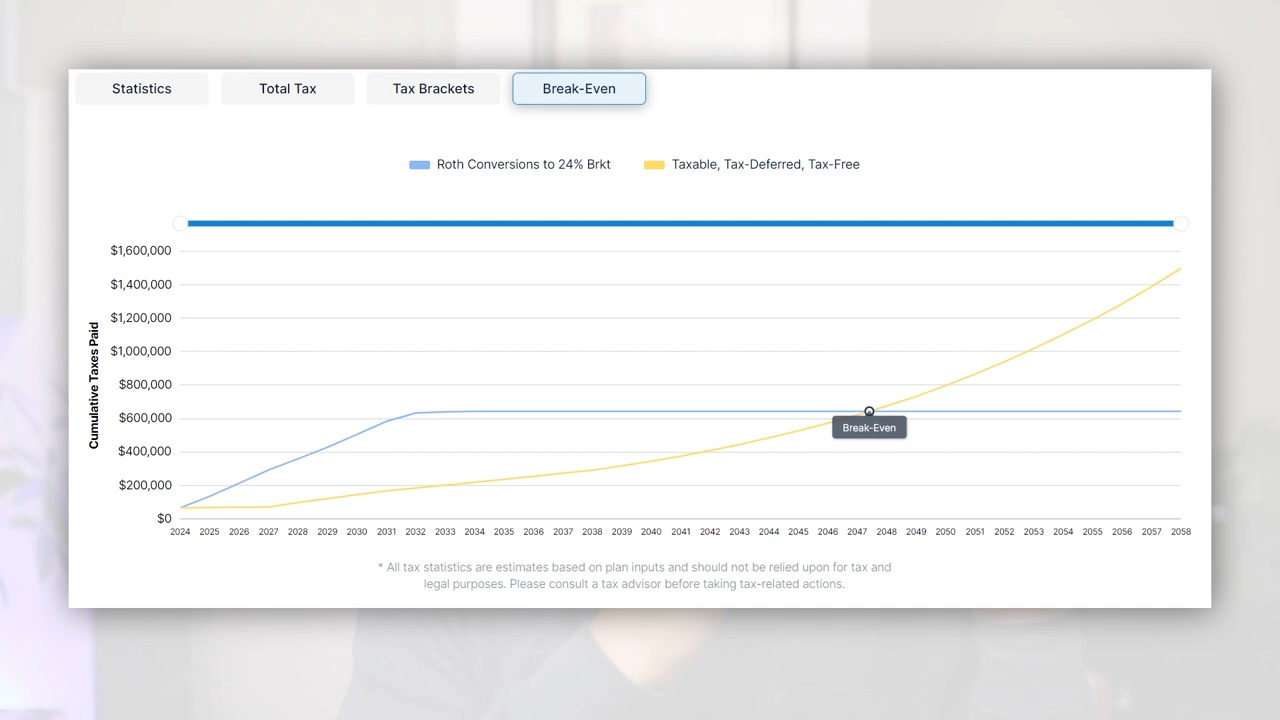 Statistics
Total Tax
Tax Brackets
Break-Even
Roth Conversions to 24% Brkt
Taxable, Tax-Deferred, Tax-Free
$1,600,000
$1,400,000
$1,200,000
$1,000,000
$800,000
$600,000
$400,000
$200,000
$0
Cumulative Taxes Paid
Break-Even
2024 2025 2026 2027 2028 2029 2030 2031 2032 2033 2034 2035 2036 2037 2038 2039 2040 2041 2042 2043 2044 2045 2046 2047 2048 2049 2050 2051 2052 2053 2054 2055 2056 2057 2058
* All tax statistics are estimates based on plan inputs and should not be relied upon for tax and
legal purposes. Please consult a tax advisor before taking tax-related actions.